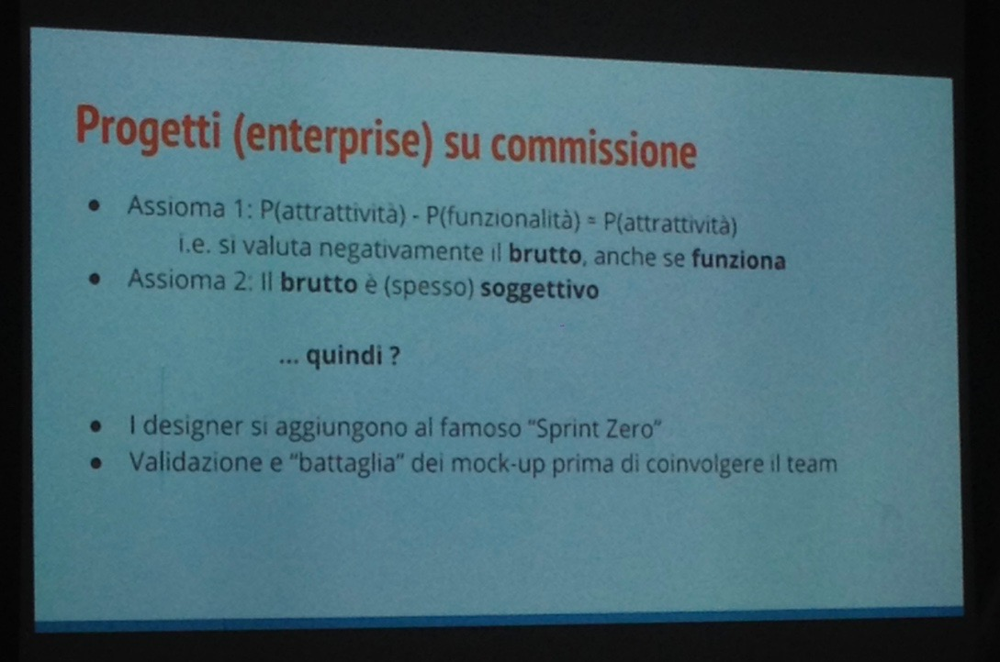 Progetti (enterprise) su commissione
● Assioma 1: P(attrattività) - P(funzionalità) = P(attrattività)
i.e. si valuta negativamente il brutto, anche se funziona
● Assioma 2: Il brutto è (spesso) soggettivo
... quindi ?
● I designer si aggiungono al famoso “Sprint Zero”
● Validazione e “battaglia” dei mock-up prima di coinvolgere il team